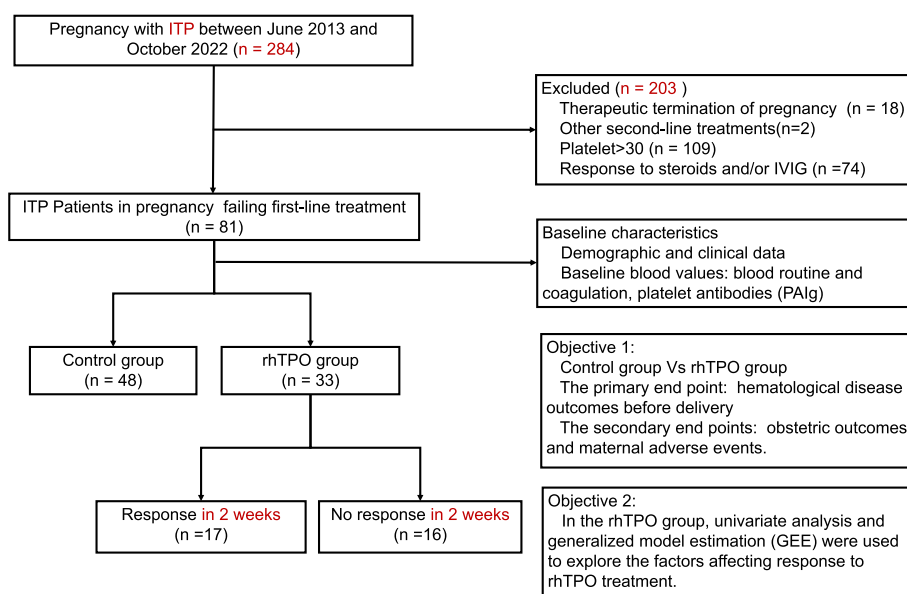 Pregnancy with ITP between June 2013 and
October 2022 (n = 284)
Excluded (n = 203 )
Therapeutic termination of pregnancy (n = 18)
Other second-line treatments(n=2)
Platelet>30 (n = 109)
Response to steroids and/or IVIG (n =74)
ITP Patients in pregnancy failing first-line treatment
(n = 81)
Baseline characteristics
Demographic and clinical data
Baseline blood values: blood routine and
coagulation, platelet antibodies (PAIg)
Control group
(n = 48)
rhTPO group
(n = 33)
Objective 1:
Control group Vs rhTPO group
The primary end point: hematological disease
outcomes before delivery
The secondary end points: obstetric outcomes
and maternal adverse events.
Response in 2 weeks
(n =17)
No response in 2 weeks
(n =16)
Objective 2:
In the rhTPO group, univariate analysis and
generalized model estimation (GEE) were used
to explore the factors affecting response to
rhTPO treatment.